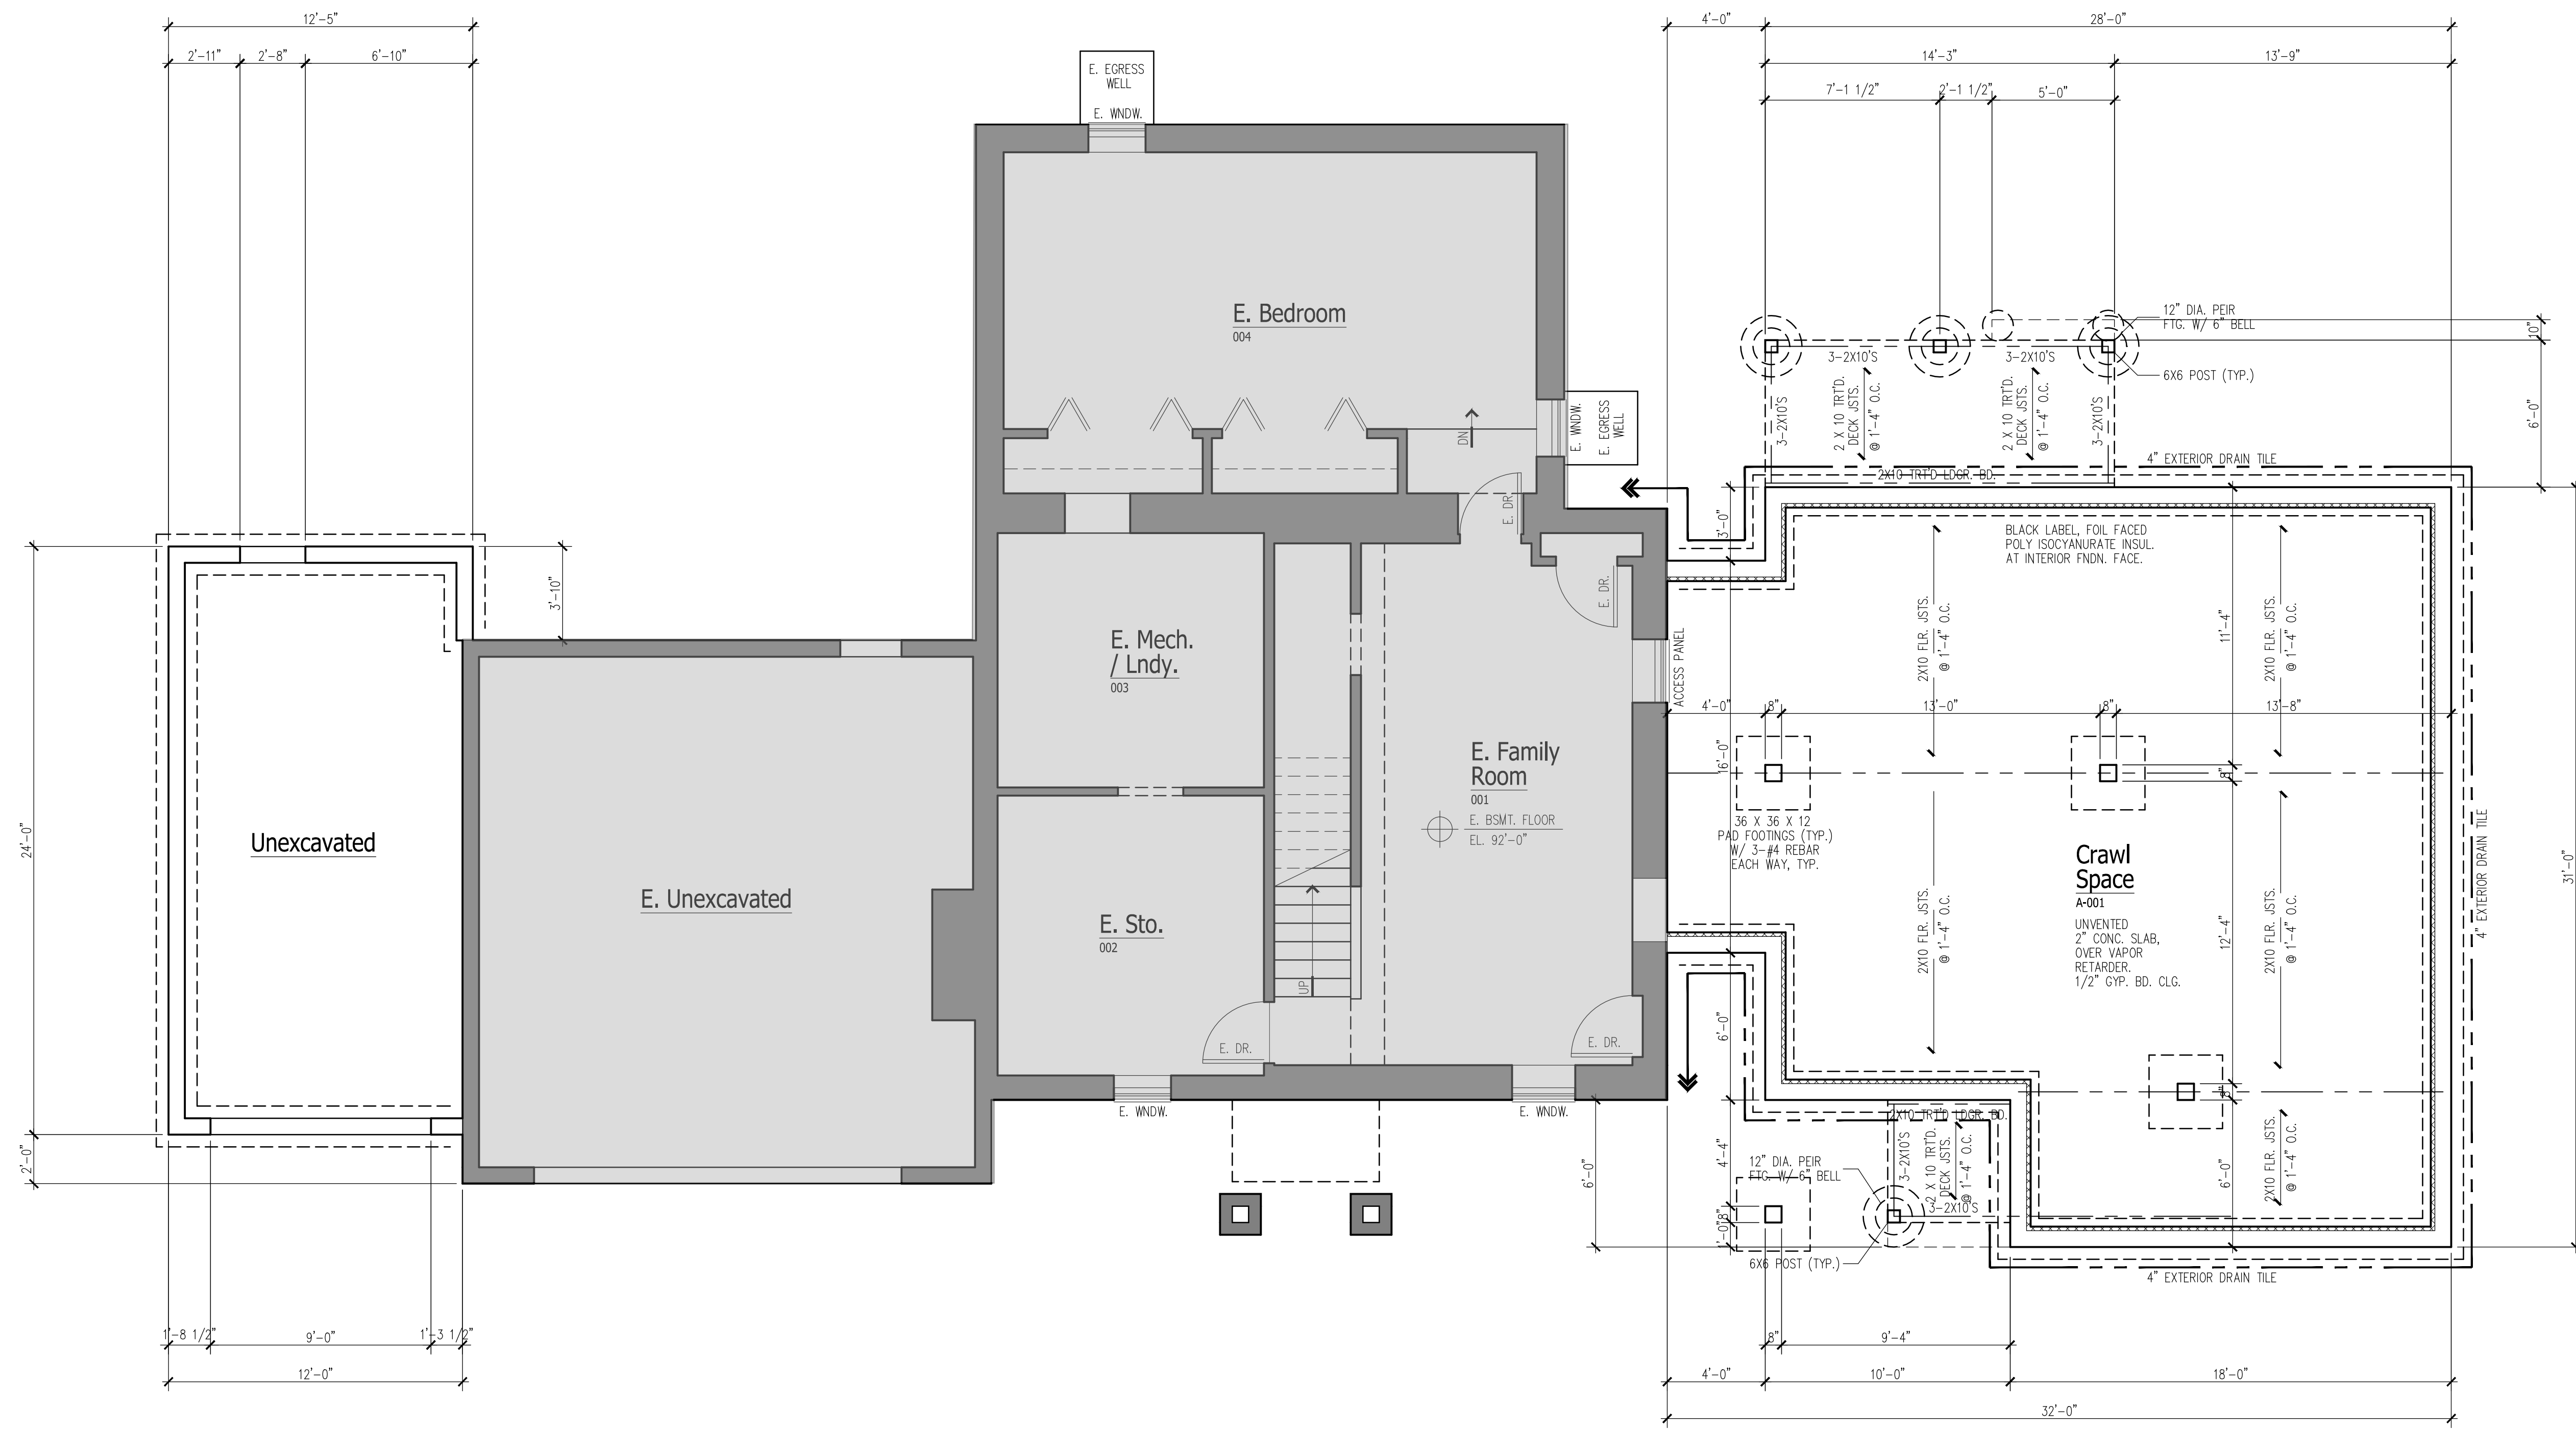 12'-5"
4'-0"
28'-0"
2'-11"
2'-8"
6'-10"
14'-3"
13'-9"
7'-1 1/2"
2'-1 1/2"
5'-0"
E. EGRESS
WELL
E. WNDW.
E. Bedroom
004
12" DIA. PEIR
FTG. W/ 6" BELL
10"
3-2X10'S
3-2X10'S
6X6 POST (TYP.)
3-2X10'S
2 X 10 TRT'D.
DECK JSTS.
@ 1'-4" O.C.
2 X 10 TRT'D.
DECK JSTS.
@ 1'-4" O.C.
3-2X10'S
6'-0"
E. WNDW.
E. EGRESS
WELL
DN
4" EXTERIOR DRAIN TILE
2X10 TRT'D LDGR. BD.
E. DR.
3'-0"
BLACK LABEL, FOIL FACED
POLY ISOCYANURATE INSUL.
AT INTERIOR FNDN. FACE.
3'-10"
E. DR.
E. Mech.
/ Lndy.
003
ACCESS PANEL
2X10 FLR. JSTS.
@ 1'-4" O.C.
11'-4"
2X10 FLR. JSTS.
@ 1'-4" O.C.
4'-0"
8"
13'-0"
8"
13'-8"
E. Family
Room
001
E. BSMT. FLOOR
EL. 92'-0"
16'-0"
8"
36 X 36 X 12
PAD FOOTINGS (TYP.)
W/ 3-#4 REBAR
EACH WAY, TYP.
24'-0"
Unexcavated
E. Unexcavated
E. Sto.
002
UP
Crawl
Space
A-001
UNVENTED
2" CONC. SLAB,
OVER VAPOR
RETARDER.
1/2" GYP. BD. CLG.
4" EXTERIOR DRAIN TILE
31'-0"
2X10 FLR. JSTS.
@ 1'-4" O.C.
12'-4"
2X10 FLR. JSTS.
@ 1'-4" O.C.
6'-0"
E. DR.
E. DR.
8"
E. WNDW.
E. WNDW.
2X10 TRT'D LDGR. BD.
2'-0"
6'-0"
4'-4"
12" DIA. PEIR
FTG. W/ 6" BELL
3-2X10'S
2 X 10 TRT'D.
DECK JSTS.
@ 1'-4" O.C.
3-2X10'S
6'-0"
2X10 FLR. JSTS.
@ 1'-4" O.C.
8"
1'-0"
6X6 POST (TYP.)
4" EXTERIOR DRAIN TILE
1'-8 1/2"
9'-0"
1'-3 1/2"
8"
9'-4"
12'-0"
4'-0"
10'-0"
18'-0"
32'-0"